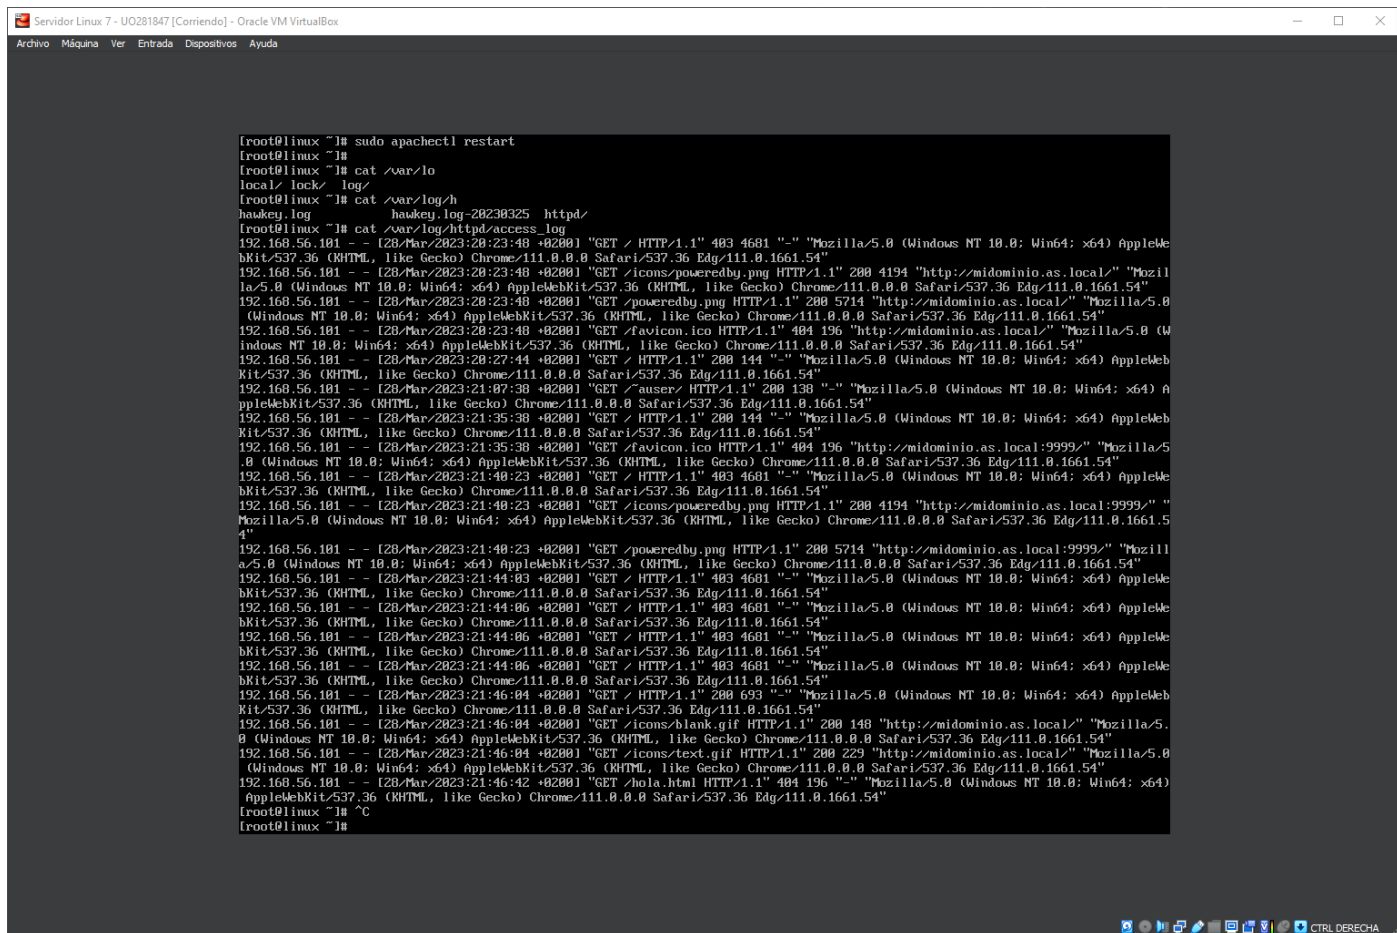 Servidor Linux 7 - UO281847 [Corriendo] - Oracle VM VirtualBox
Archivo Máquina Ver Entrada Dispositivos Ayuda
[root@linux ~]# sudo apachectl restart
[root@linux ~]#
[root@linux ~]# cat /var/lo
local/ lock/  log/
[root@linux ~]# cat /var/log/h
hawkey.log           hawkey.log-20230325  httpd/
[root@linux ~]# cat /var/log/httpd/access_log
192.168.56.101 - - [28/Mar/2023:20:23:48 +0200] "GET / HTTP/1.1" 403 4681 "-" "Mozilla/5.0 (Windows NT 10.0; Win64; x64) AppleWe
bKit/537.36 (KHTML, like Gecko) Chrome/111.0.0.0 Safari/537.36 Edg/111.0.1661.54"
192.168.56.101 - - [28/Mar/2023:20:23:48 +0200] "GET /icons/poweredby.png HTTP/1.1" 200 4194 "http://midominio.as.local/" "Mozil
la/5.0 (Windows NT 10.0; Win64; x64) AppleWebKit/537.36 (KHTML, like Gecko) Chrome/111.0.0.0 Safari/537.36 Edg/111.0.1661.54"
192.168.56.101 - - [28/Mar/2023:20:23:48 +0200] "GET /poweredby.png HTTP/1.1" 200 5714 "http://midominio.as.local/" "Mozilla/5.0
 (Windows NT 10.0; Win64; x64) AppleWebKit/537.36 (KHTML, like Gecko) Chrome/111.0.0.0 Safari/537.36 Edg/111.0.1661.54"
192.168.56.101 - - [28/Mar/2023:20:23:48 +0200] "GET /favicon.ico HTTP/1.1" 404 196 "http://midominio.as.local/" "Mozilla/5.0 (W
indows NT 10.0; Win64; x64) AppleWebKit/537.36 (KHTML, like Gecko) Chrome/111.0.0.0 Safari/537.36 Edg/111.0.1661.54"
192.168.56.101 - - [28/Mar/2023:20:27:44 +0200] "GET / HTTP/1.1" 200 144 "-" "Mozilla/5.0 (Windows NT 10.0; Win64; x64) AppleWeb
Kit/537.36 (KHTML, like Gecko) Chrome/111.0.0.0 Safari/537.36 Edg/111.0.1661.54"
192.168.56.101 - - [28/Mar/2023:21:07:38 +0200] "GET /~auser/ HTTP/1.1" 200 138 "-" "Mozilla/5.0 (Windows NT 10.0; Win64; x64) A
ppleWebKit/537.36 (KHTML, like Gecko) Chrome/111.0.0.0 Safari/537.36 Edg/111.0.1661.54"
192.168.56.101 - - [28/Mar/2023:21:35:38 +0200] "GET / HTTP/1.1" 200 144 "-" "Mozilla/5.0 (Windows NT 10.0; Win64; x64) AppleWeb
Kit/537.36 (KHTML, like Gecko) Chrome/111.0.0.0 Safari/537.36 Edg/111.0.1661.54"
192.168.56.101 - - [28/Mar/2023:21:35:38 +0200] "GET /favicon.ico HTTP/1.1" 404 196 "http://midominio.as.local:9999/" "Mozilla/5
.0 (Windows NT 10.0; Win64; x64) AppleWebKit/537.36 (KHTML, like Gecko) Chrome/111.0.0.0 Safari/537.36 Edg/111.0.1661.54"
192.168.56.101 - - [28/Mar/2023:21:40:23 +0200] "GET / HTTP/1.1" 403 4681 "-" "Mozilla/5.0 (Windows NT 10.0; Win64; x64) AppleWe
bKit/537.36 (KHTML, like Gecko) Chrome/111.0.0.0 Safari/537.36 Edg/111.0.1661.54"
192.168.56.101 - - [28/Mar/2023:21:40:23 +0200] "GET /icons/poweredby.png HTTP/1.1" 200 4194 "http://midominio.as.local:9999/" "
Mozilla/5.0 (Windows NT 10.0; Win64; x64) AppleWebKit/537.36 (KHTML, like Gecko) Chrome/111.0.0.0 Safari/537.36 Edg/111.0.1661.5
4"
192.168.56.101 - - [28/Mar/2023:21:40:23 +0200] "GET /poweredby.png HTTP/1.1" 200 5714 "http://midominio.as.local:9999/" "Mozill
a/5.0 (Windows NT 10.0; Win64; x64) AppleWebKit/537.36 (KHTML, like Gecko) Chrome/111.0.0.0 Safari/537.36 Edg/111.0.1661.54"
192.168.56.101 - - [28/Mar/2023:21:44:03 +0200] "GET / HTTP/1.1" 403 4681 "-" "Mozilla/5.0 (Windows NT 10.0; Win64; x64) AppleWe
bKit/537.36 (KHTML, like Gecko) Chrome/111.0.0.0 Safari/537.36 Edg/111.0.1661.54"
192.168.56.101 - - [28/Mar/2023:21:44:06 +0200] "GET / HTTP/1.1" 403 4681 "-" "Mozilla/5.0 (Windows NT 10.0; Win64; x64) AppleWe
bKit/537.36 (KHTML, like Gecko) Chrome/111.0.0.0 Safari/537.36 Edg/111.0.1661.54"
192.168.56.101 - - [28/Mar/2023:21:44:06 +0200] "GET / HTTP/1.1" 403 4681 "-" "Mozilla/5.0 (Windows NT 10.0; Win64; x64) AppleWe
bKit/537.36 (KHTML, like Gecko) Chrome/111.0.0.0 Safari/537.36 Edg/111.0.1661.54"
192.168.56.101 - - [28/Mar/2023:21:44:06 +0200] "GET / HTTP/1.1" 403 4681 "-" "Mozilla/5.0 (Windows NT 10.0; Win64; x64) AppleWe
bKit/537.36 (KHTML, like Gecko) Chrome/111.0.0.0 Safari/537.36 Edg/111.0.1661.54"
192.168.56.101 - - [28/Mar/2023:21:46:04 +0200] "GET / HTTP/1.1" 200 693 "-" "Mozilla/5.0 (Windows NT 10.0; Win64; x64) AppleWeb
Kit/537.36 (KHTML, like Gecko) Chrome/111.0.0.0 Safari/537.36 Edg/111.0.1661.54"
192.168.56.101 - - [28/Mar/2023:21:46:04 +0200] "GET /icons/blank.gif HTTP/1.1" 200 148 "http://midominio.as.local/" "Mozilla/5.
0 (Windows NT 10.0; Win64; x64) AppleWebKit/537.36 (KHTML, like Gecko) Chrome/111.0.0.0 Safari/537.36 Edg/111.0.1661.54"
192.168.56.101 - - [28/Mar/2023:21:46:04 +0200] "GET /icons/text.gif HTTP/1.1" 200 229 "http://midominio.as.local/" "Mozilla/5.0
 (Windows NT 10.0; Win64; x64) AppleWebKit/537.36 (KHTML, like Gecko) Chrome/111.0.0.0 Safari/537.36 Edg/111.0.1661.54"
192.168.56.101 - - [28/Mar/2023:21:46:42 +0200] "GET /hola.html HTTP/1.1" 404 196 "-" "Mozilla/5.0 (Windows NT 10.0; Win64; x64)
 AppleWebKit/537.36 (KHTML, like Gecko) Chrome/111.0.0.0 Safari/537.36 Edg/111.0.1661.54"
[root@linux ~]# ^C
[root@linux ~]#
CTRL DERECHA